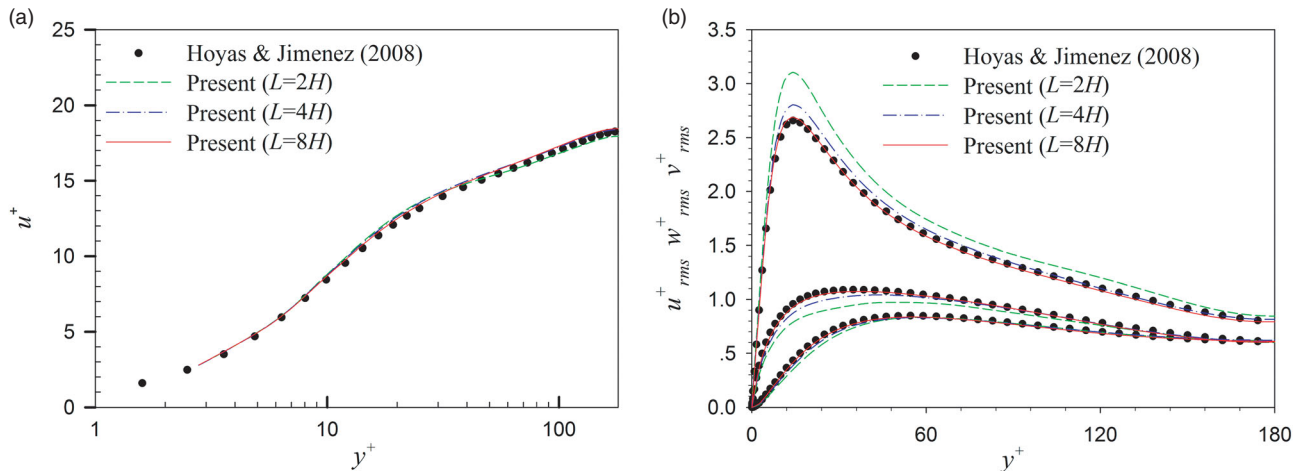 (a)
25
20
15
10
5
0
u⁺
1
10
100
y⁺
Hoyas & Jimenez (2008)
Present (L=2H)
Present (L=4H)
Present (L=8H)
(b)
3.5
3.0
2.5
2.0
1.5
1.0
.5
0.0
u⁺rms w⁺rms v⁺rms
0
60
120
180
y⁺
Hoyas & Jimenez (2008)
Present (L=2H)
Present (L=4H)
Present (L=8H)